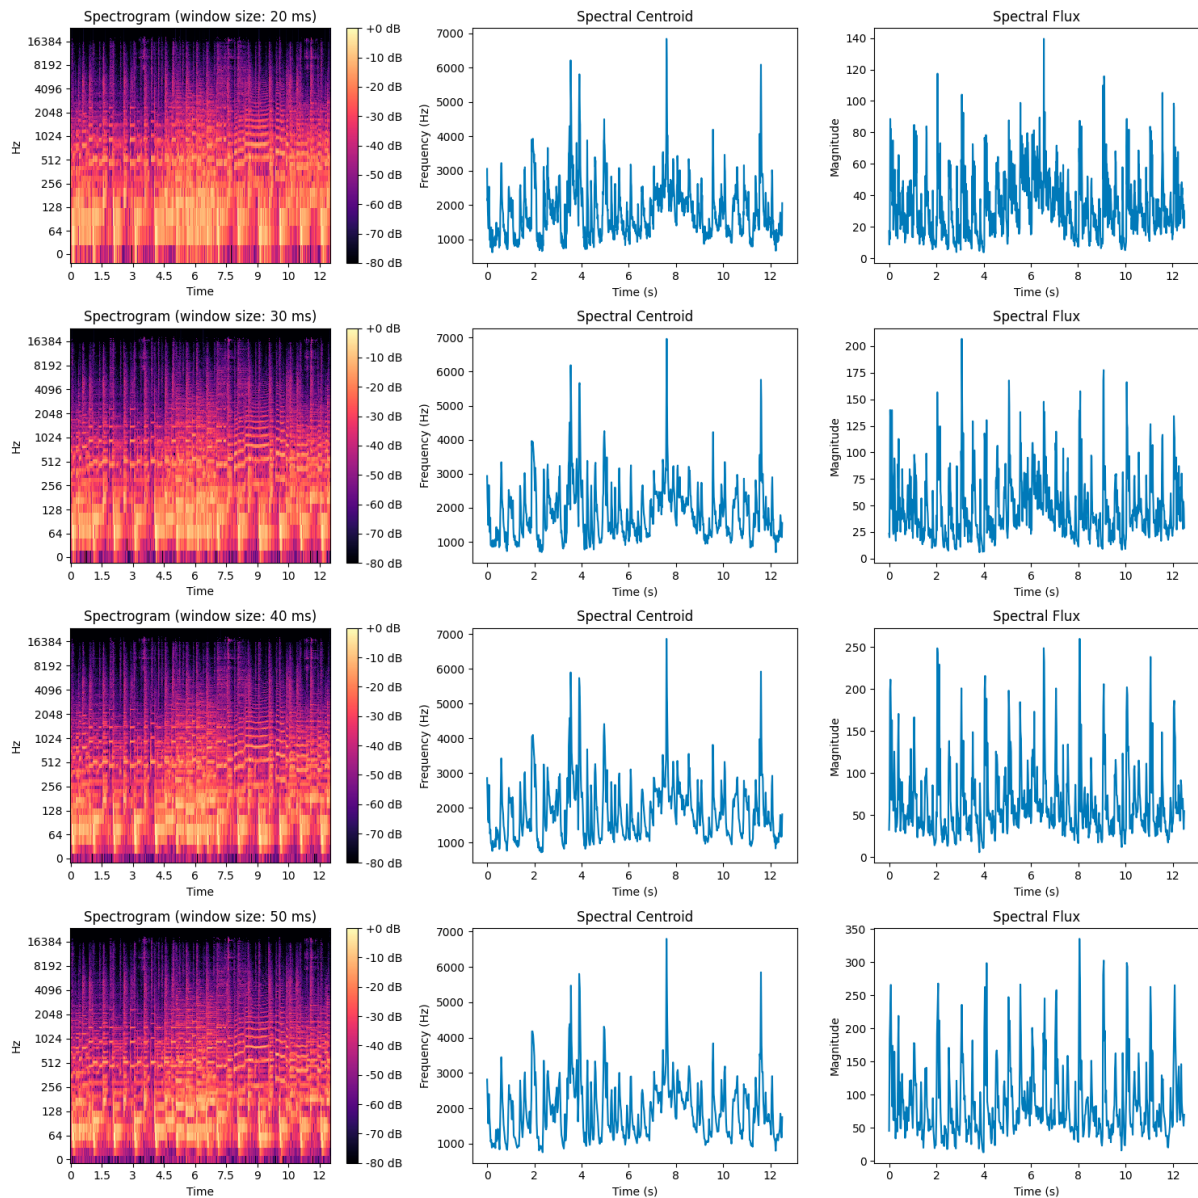 Spectrogram (window size: 20 ms)
Hz
16384
8192
4096
2048
1024
512
256
128
64
0
0 1.5 3 4.5 6 7.5 9 10 12
Time
+0 dB
-10 dB
-20 dB
-30 dB
-40 dB
-50 dB
-60 dB
-70 dB
-80 dB
Spectral Centroid
Frequency (Hz)
7000
6000
5000
4000
3000
2000
1000
0 2 4 6 8 10 12
Time (s)
Spectral Flux
Magnitude
140
120
100
80
60
40
20
0
0 2 4 6 8 10 12
Time (s)
Spectrogram (window size: 30 ms)
Hz
16384
8192
4096
2048
1024
512
256
128
64
0
0 1.5 3 4.5 6 7.5 9 10 12
Time
+0 dB
-10 dB
-20 dB
-30 dB
-40 dB
-50 dB
-60 dB
-70 dB
-80 dB
Spectral Centroid
Frequency (Hz)
7000
6000
5000
4000
3000
2000
1000
0 2 4 6 8 10 12
Time (s)
Spectral Flux
Magnitude
200
175
150
125
100
75
50
25
0
0 2 4 6 8 10 12
Time (s)
Spectrogram (window size: 40 ms)
Hz
16384
8192
4096
2048
1024
512
256
128
64
0
0 1.5 3 4.5 6 7.5 9 10 12
Time
+0 dB
-10 dB
-20 dB
-30 dB
-40 dB
-50 dB
-60 dB
-70 dB
-80 dB
Spectral Centroid
Frequency (Hz)
7000
6000
5000
4000
3000
2000
1000
0 2 4 6 8 10 12
Time (s)
Spectral Flux
Magnitude
250
200
150
100
50
0
0 2 4 6 8 10 12
Time (s)
Spectrogram (window size: 50 ms)
Hz
16384
8192
4096
2048
1024
512
256
128
64
0
0 1.5 3 4.5 6 7.5 9 10 12
Time
+0 dB
-10 dB
-20 dB
-30 dB
-40 dB
-50 dB
-60 dB
-70 dB
-80 dB
Spectral Centroid
Frequency (Hz)
7000
6000
5000
4000
3000
2000
1000
0 2 4 6 8 10 12
Time (s)
Spectral Flux
Magnitude
350
300
250
200
150
100
50
0
0 2 4 6 8 10 12
Time (s)